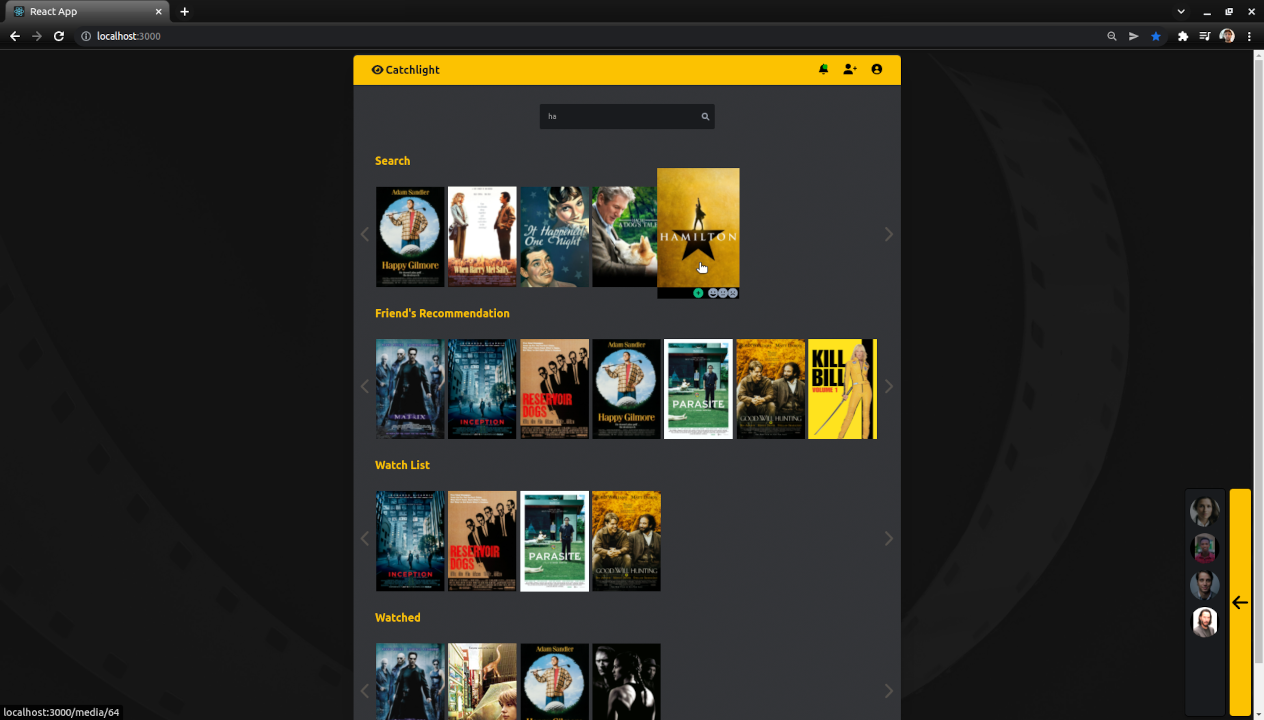 React App
localhost:3000
Catchlight
ha
Search
Adam Sandler
Happy Gilmore
When Harry Met Sally...
It Happened
One Night
A DOG'S TALE
HAMILTON
Friend's Recommendation
MATRIX
INCEPTION
RESERVOIR
DOGS
Adam Sandler
Happy Gilmore
PARASITE
GOOD WILL HUNTING
KILL
BILL
VOLUME 1
Watch List
INCEPTION
RESERVOIR
DOGS
PARASITE
GOOD WILL HUNTING
Watched
Adam Sandler
localhost:3000/media/64